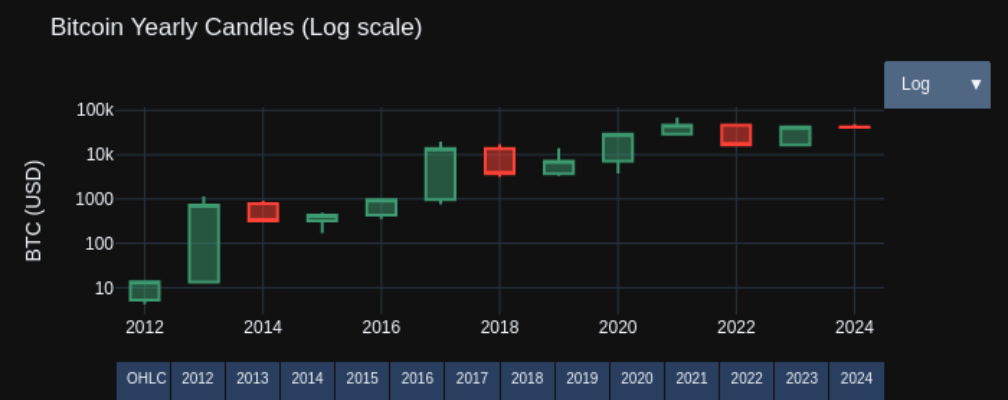 Bitcoin Yearly Candles (Log scale)
Log ▼
100k
10k
1000
100
10
BTC (USD)
2012 2014 2016 2018 2020 2022 2024
OHLC 2012 2013 2014 2015 2016 2017 2018 2019 2020 2021 2022 2023 2024